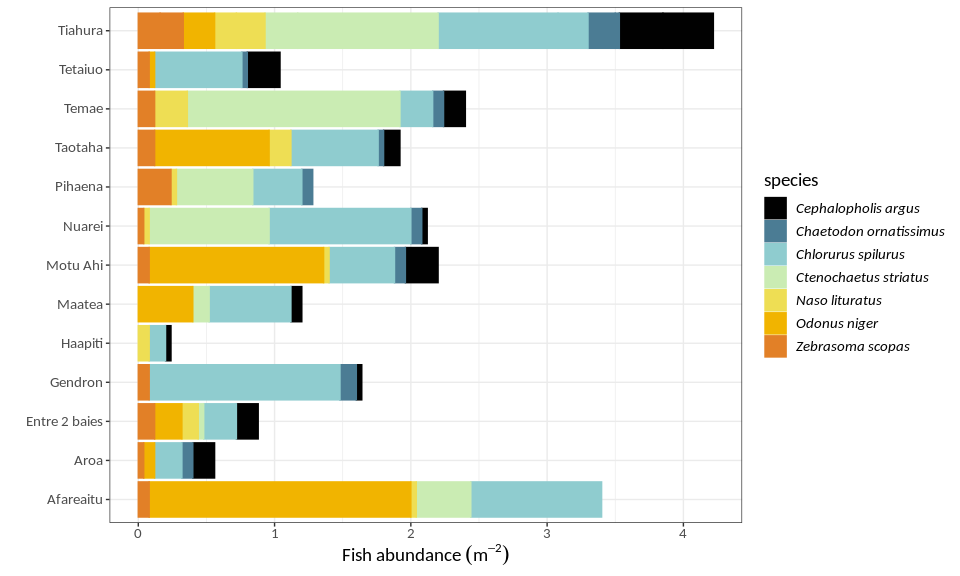 Tiahura
Tetaiuo
Temae
Taotaha
Pihaena
Nuarei
Motu Ahi
Maatea
Haapiti
Gendron
Entre 2 baies
Aroa
Afareaitu
0 1 2 3 4
Fish abundance (m⁻²)
species
Cephalopholis argus
Chaetodon ornatissimus
Chlorurus spilurus
Ctenochaetus striatus
Naso lituratus
Odonus niger
Zebrasoma scopas